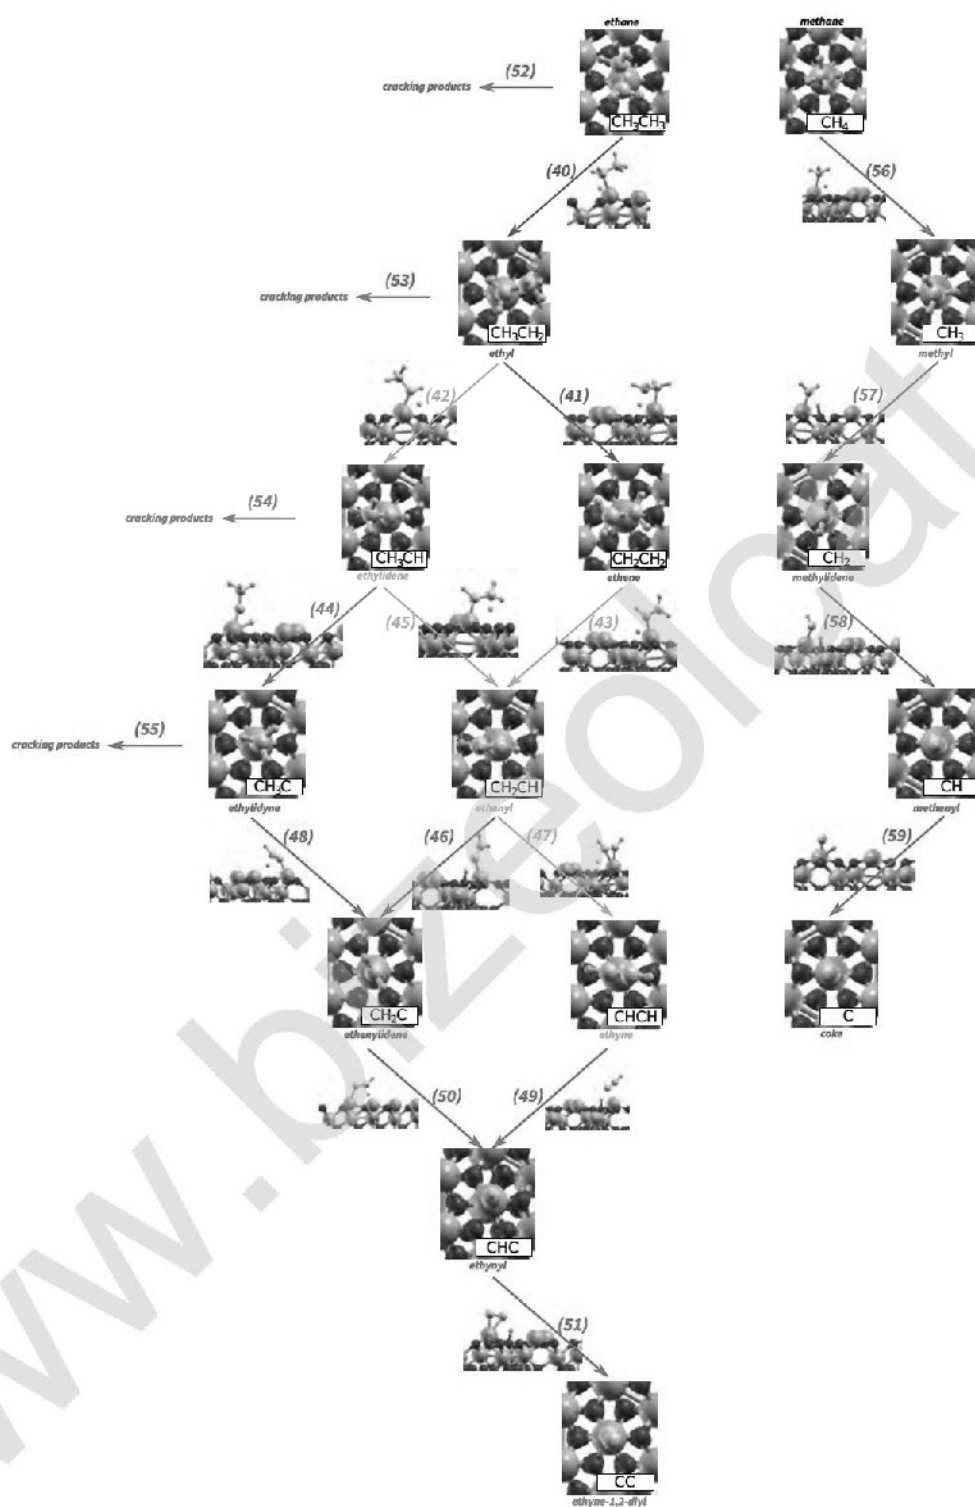 ethane
methane
(52)
cracking products
CH₃CH₃
CH₄
(40)
(56)
(53)
cracking products
CH₃CH₂
ethyl
CH₃
methyl
(42)
(41)
(57)
(54)
cracking products
CH₃CH
ethylidene
CH₂CH₂
ethene
CH₂
methylidene
(44)
(45)
(43)
(58)
(55)
cracking products
CH₃C
ethylidyne
CH₂CH
ethenyl
CH
methenyl
(48)
(46)
(47)
(59)
CH₂C
ethenylidene
CHCH
ethyne
C
coke
(50)
(49)
CHC
ethynyl
(51)
CC
ethyne-1,2-diyl
www.bizeolcat